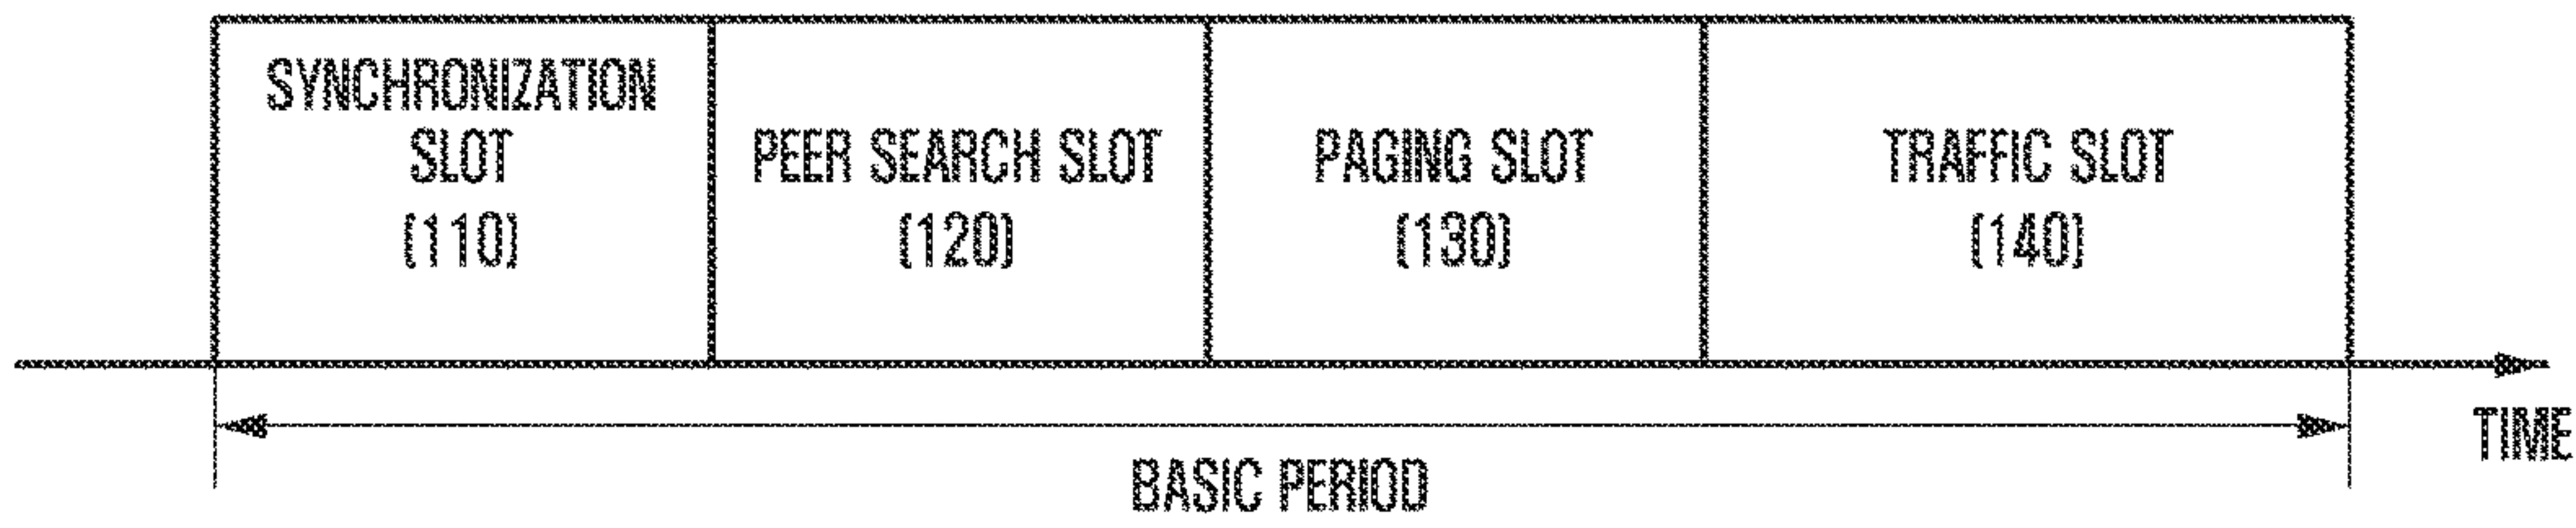 SYNCHRONIZATION
SLOT
(110)
PEER SEARCH SLOT
(120)
PAGING SLOT
(130)
TRAFFIC SLOT
(140)
TIME
BASIC PERIOD